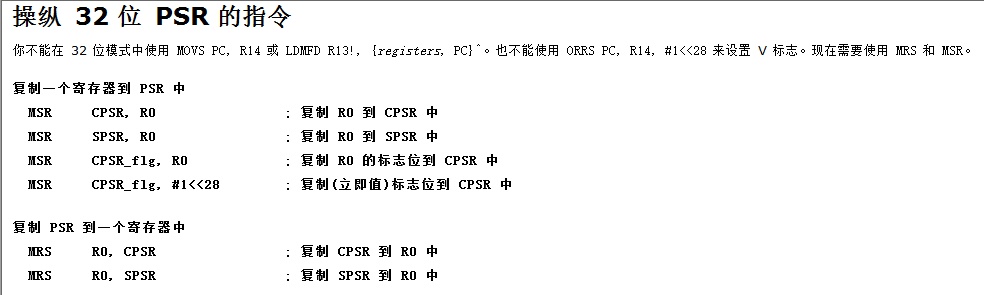 操纵 32 位 PSR 的指令
你不能在 32 位模式中使用 MOVS PC, R14 或 LDMFD R13!, {registers, PC}^。也不能使用 ORRS PC, R14, #1<<28 来设置 V 标志。现在需要使用 MRS 和 MSR。
复制一个寄存器到 PSR 中
MSR CPSR, R0 ; 复制 R0 到 CPSR 中
MSR SPSR, R0 ; 复制 R0 到 SPSR 中
MSR CPSR_flg, R0 ; 复制 R0 的标志位到 CPSR 中
MSR CPSR_flg, #1<<28 ; 复制(立即值)标志位到 CPSR 中
复制 PSR 到一个寄存器中
MRS R0, CPSR ; 复制 CPSR 到 R0 中
MRS R0, SPSR ; 复制 SPSR 到 R0 中